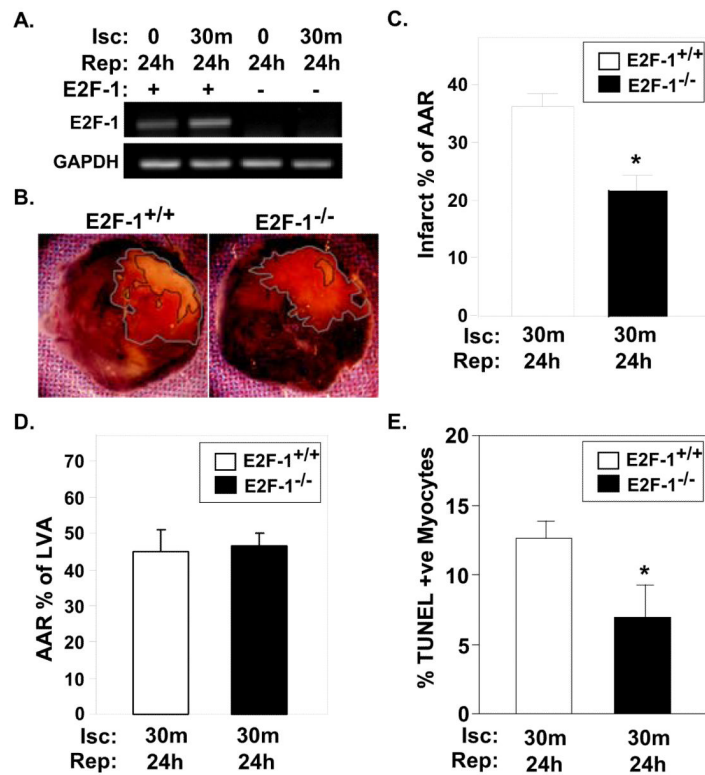 A.
Isc: 0 30m 0 30m
Rep: 24h 24h 24h 24h
E2F-1: + + - -
E2F-1
GAPDH
B.
E2F-1+/+ E2F-1-/-
C.
E2F-1+/+
E2F-1-/-
Infarct % of AAR
40
30
20
10
0
*
Isc: 30m 30m
Rep: 24h 24h
D.
E2F-1+/+
E2F-1-/-
AAR % of LVA
70
60
50
40
30
20
10
0
Isc: 30m 30m
Rep: 24h 24h
E.
E2F-1+/+
E2F-1-/-
% TUNEL +ve Myocytes
20
15
10
5
0
*
Isc: 30m 30m
Rep: 24h 24h